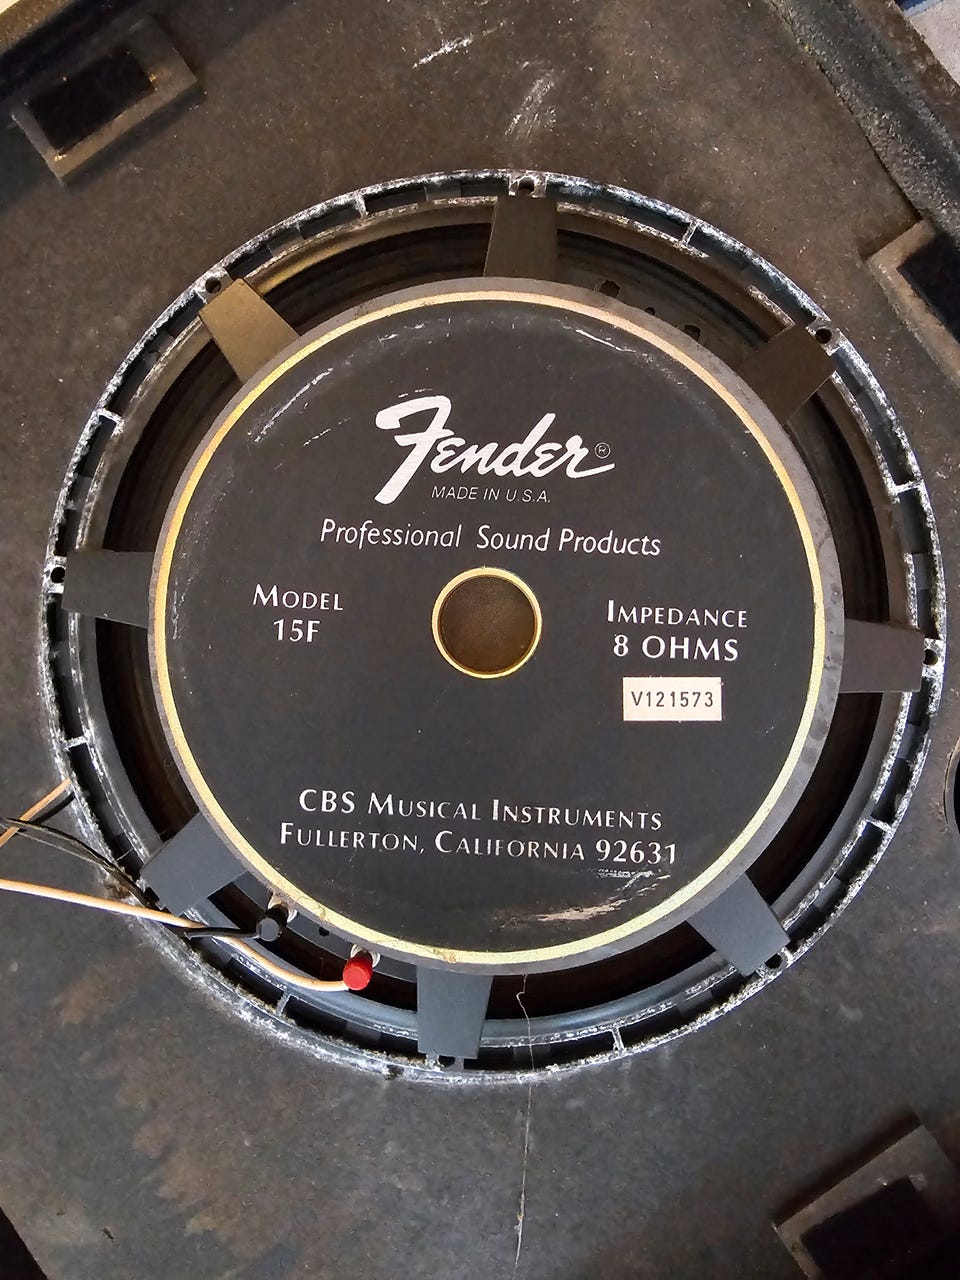 Fender®
MADE IN U.S.A.
Professional Sound Products
MODEL
15F
IMPEDANCE
8 OHMS
V121573
CBS MUSICAL INSTRUMENTS
FULLERTON, CALIFORNIA 92631